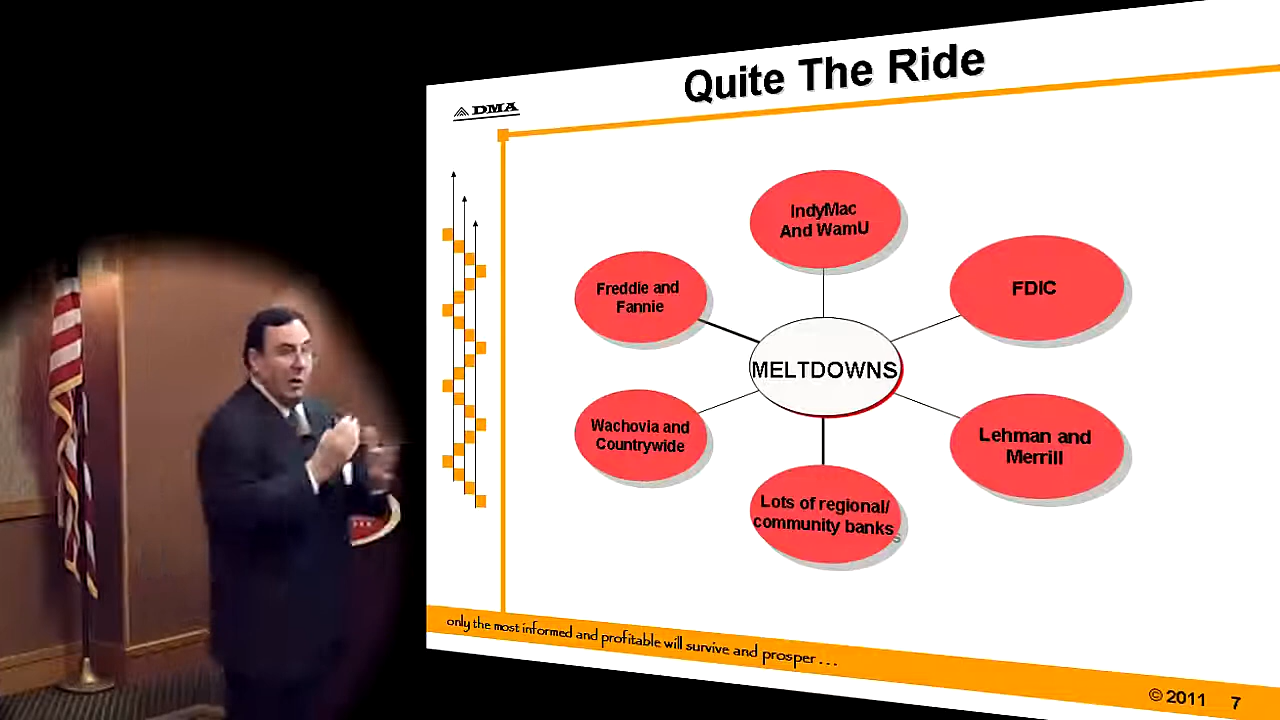 Quite The Ride
DMA
IndyMac
And WamU
Freddie and
Fannie
FDIC
MELTDOWNS
Wachovia and
Countrywide
Lehman and
Merrill
Lots of regional/
community banks
only the most informed and profitable will survive and prosper . . .
© 2011 7